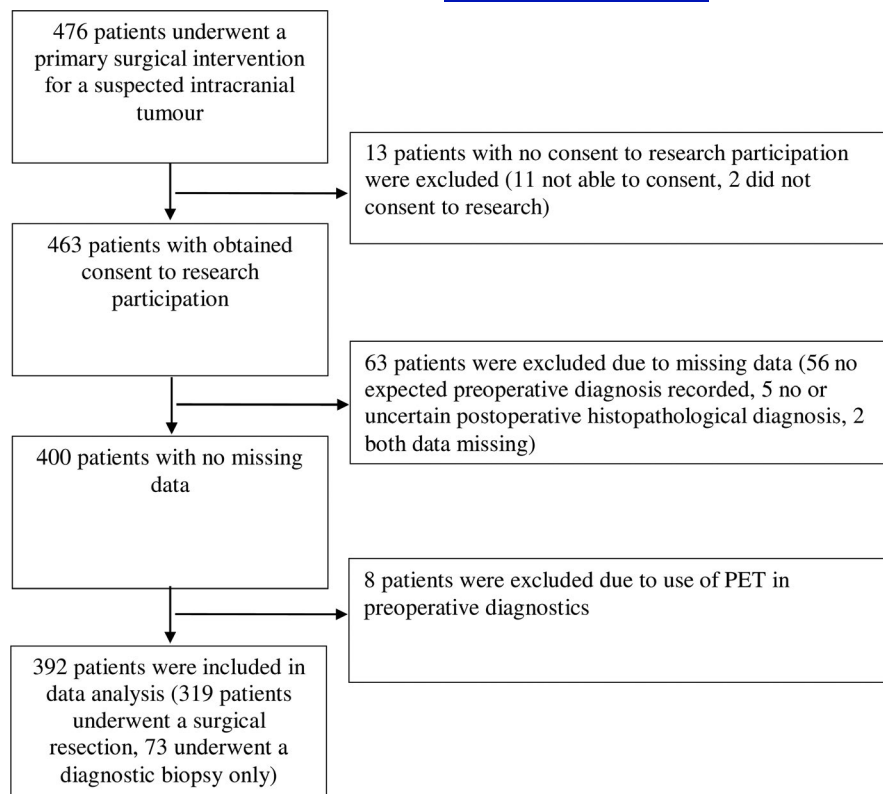 476 patients underwent a
primary surgical intervention
for a suspected intracranial
tumour
13 patients with no consent to research participation
were excluded (11 not able to consent, 2 did not
consent to research)
463 patients with obtained
consent to research
participation
63 patients were excluded due to missing data (56 no
expected preoperative diagnosis recorded, 5 no or
uncertain postoperative histopathological diagnosis, 2
both data missing)
400 patients with no missing
data
8 patients were excluded due to use of PET in
preoperative diagnostics
392 patients were included in
data analysis (319 patients
underwent a surgical
resection, 73 underwent a
diagnostic biopsy only)